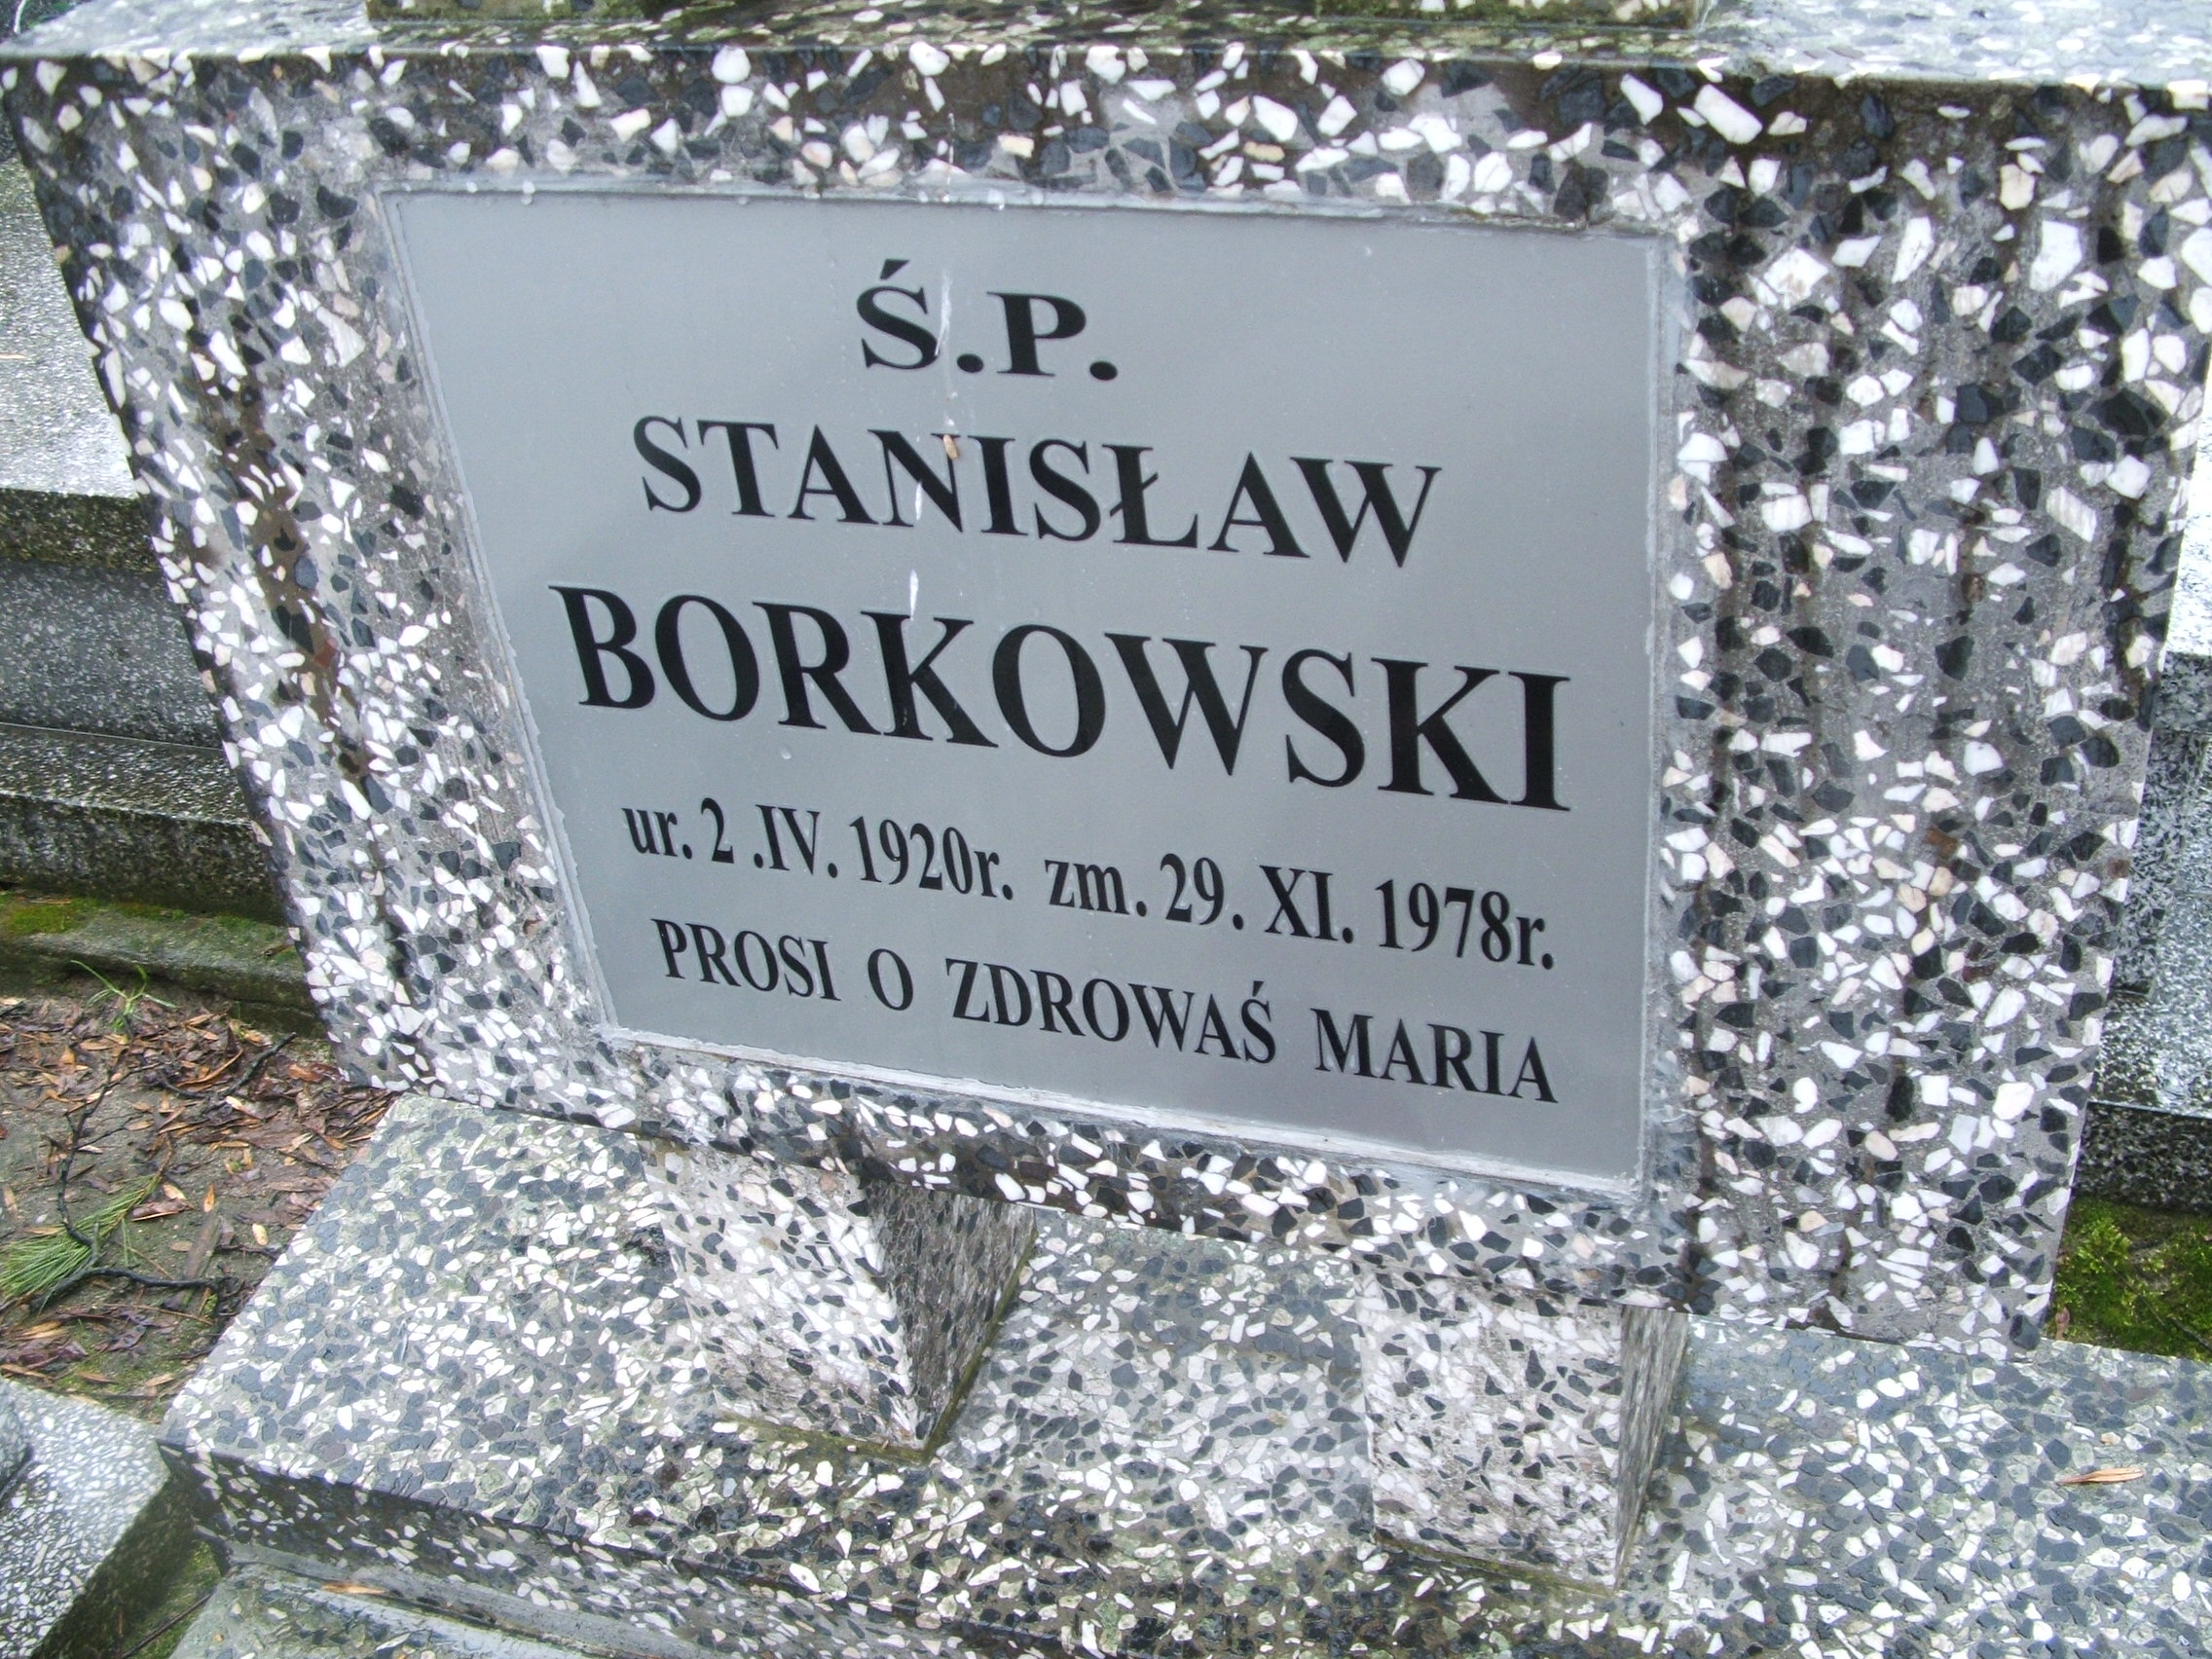 Ś.P.
STANISŁAW
BORKOWSKI
ur. 2 .IV. 1920r. zm. 29. XI. 1978r.
PROSI O ZDROWAŚ MARIA